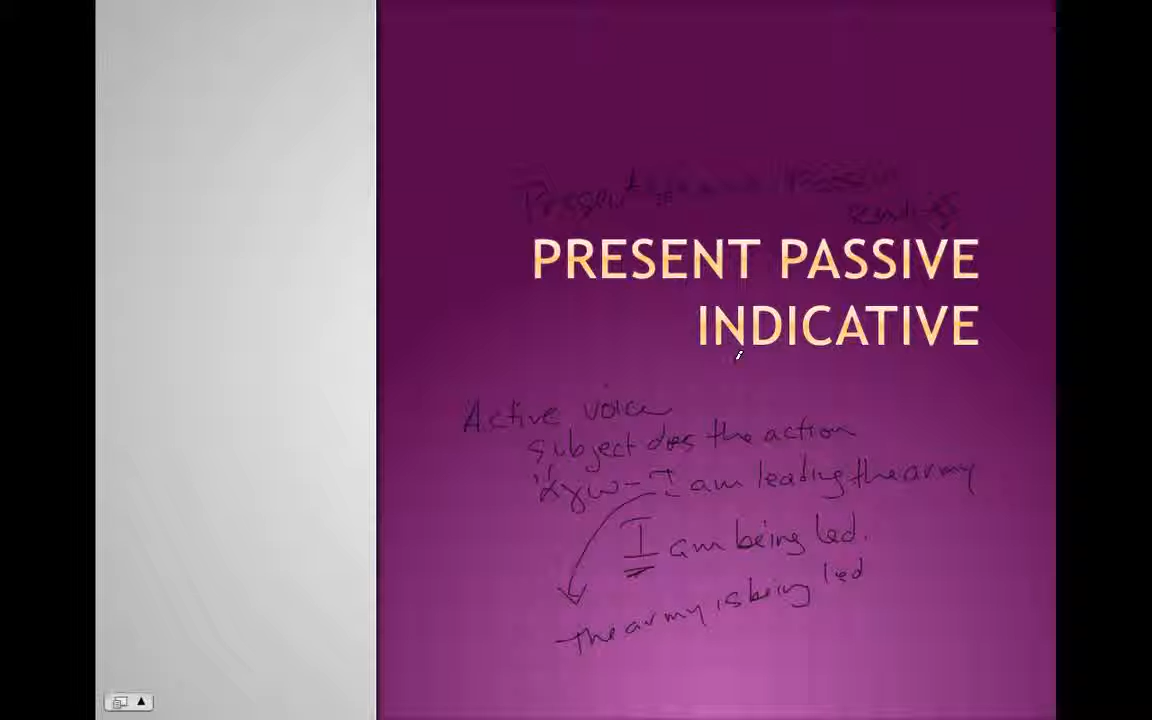 Present
PRESENT PASSIVE
INDICATIVE
Active voice
subject does the action
ἄγω - I am leading the army
I am being led.
the army is being led